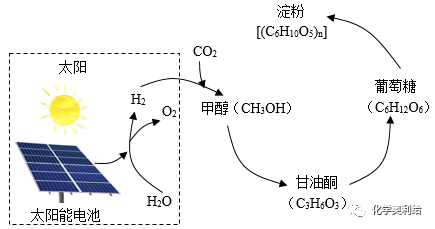 淀粉
[(C6H10O5)n]
CO2
太阳
H2
O2
甲醇（CH3OH）
葡萄糖
（C6H12O6）
H2O
太阳能电池
甘油酮
（C3H6O3）
化学奥利给